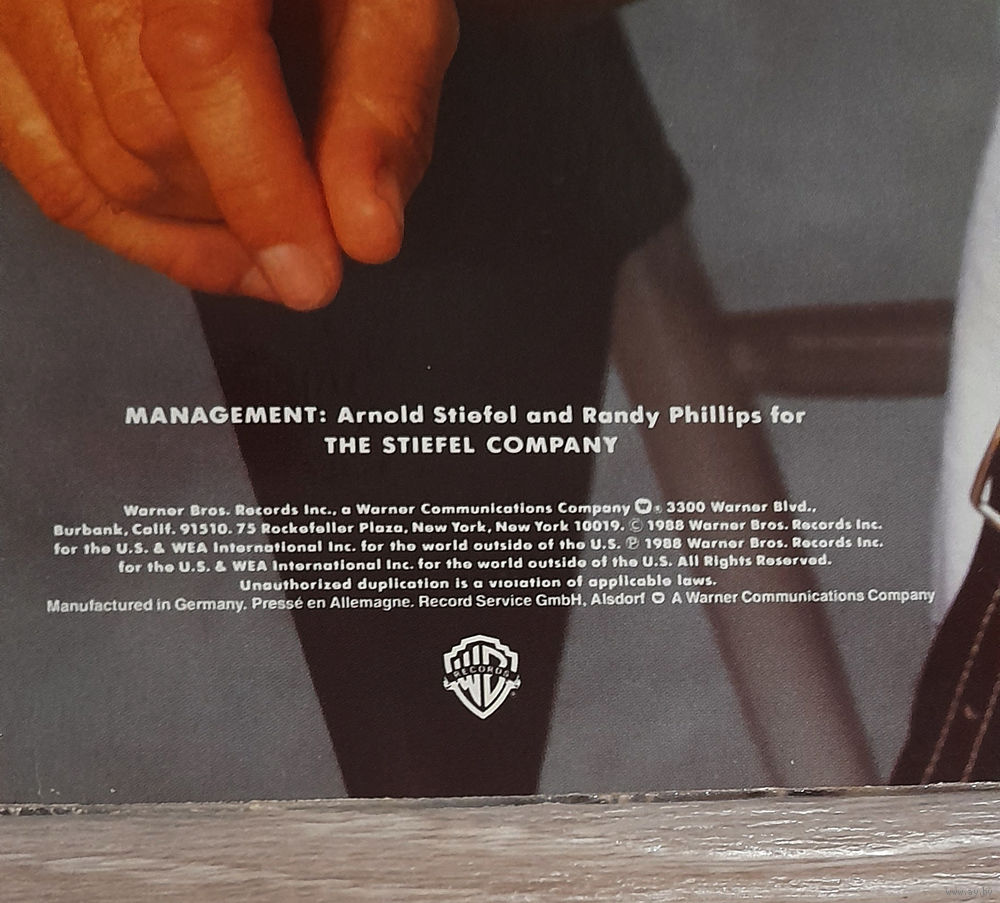 MANAGEMENT: Arnold Stiefel and Randy Phillips for
THE STIEFEL COMPANY
Warner Bros. Records Inc., a Warner Communications Company. 3300 Warner Blvd.,
Burbank, Calif. 91510. 75 Rockefeller Plaza, New York, New York 10019. © 1988 Warner Bros. Records Inc.
for the U.S. & WEA International Inc. for the world outside of the U.S. ℗ 1988 Warner Bros. Records Inc.
for the U.S. & WEA International Inc. for the world outside of the U.S. All Rights Reserved.
Unauthorized duplication is a violation of applicable laws.
Manufactured in Germany. Pressé en Allemagne. Record Service GmbH, Alsdorf A Warner Communications Company
WB
RECORDS
www.ay.by